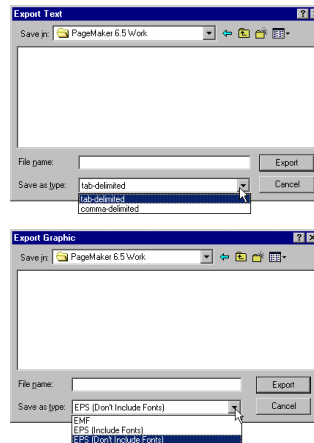 Export Text
Save in: PageMaker 6.5 Work
File name: Export
Save as type: tab-delimited Cancel
tab-delimited
comma-delimited
Export Graphic
Save in: PageMaker 6.5 Work
File name: Export
Save as type: EPS (Don't Include Fonts) Cancel
EMF
EPS (Include Fonts)
EPS (Don't Include Fonts)